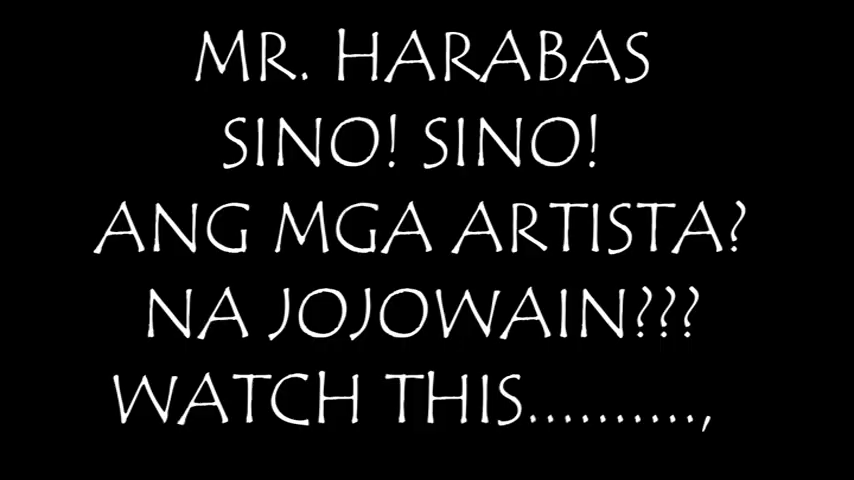 MR. HARABAS
SINO! SINO!
ANG MGA ARTISTA?
NA JOJOWAIN???
WATCH THIS..........,